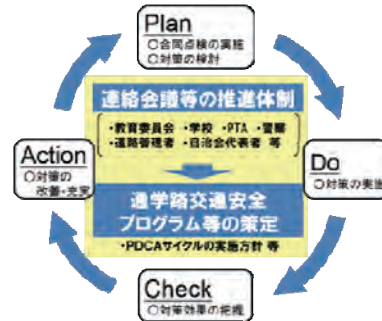 Plan
○合同点検の実施
○対策の検討
連絡会議等の推進体制
・教育委員会 ・学校 ・PTA ・警察
・道路管理者 ・自治会代表者 等
Action
○対策の
改善・充実
Do
○対策の実施
通学路交通安全
プログラム等の策定
・PDCAサイクルの実施方針 等
Check
○対策効果の把握